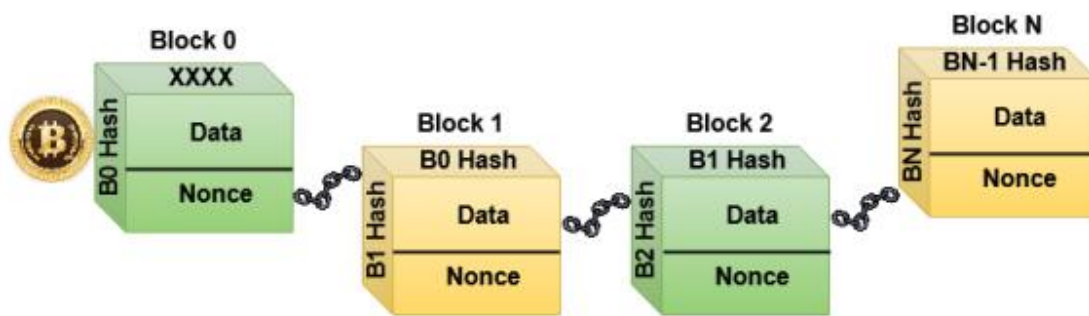 Block 0
XXXX
B0 Hash
Data
Nonce
Block 1
B0 Hash
B1 Hash
Data
Nonce
Block 2
B1 Hash
B2 Hash
Data
Nonce
Block N
BN-1 Hash
BN Hash
Data
Nonce